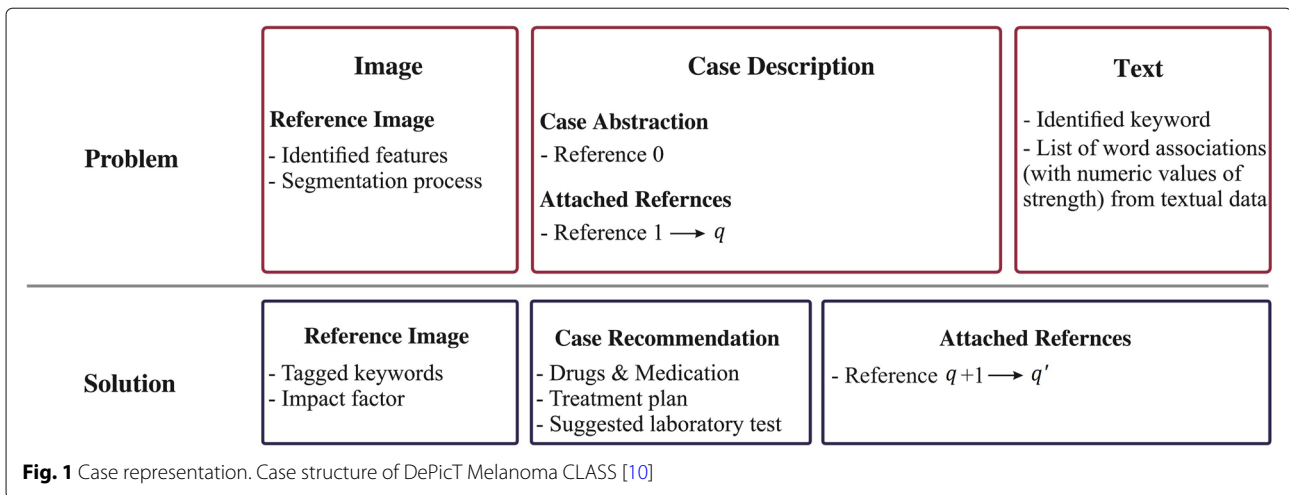 Image
Case Description
Text
Problem
Reference Image
- Identified features
- Segmentation process
Case Abstraction
- Reference 0
Attached Refernces
- Reference 1 ⟶ q
- Identified keyword
- List of word associations
(with numeric values of
strength) from textual data
Solution
Reference Image
- Tagged keywords
- Impact factor
Case Recommendation
- Drugs & Medication
- Treatment plan
- Suggested laboratory test
Attached Refernces
- Reference q +1 ⟶ q′
Fig. 1 Case representation. Case structure of DePicT Melanoma CLASS [10]